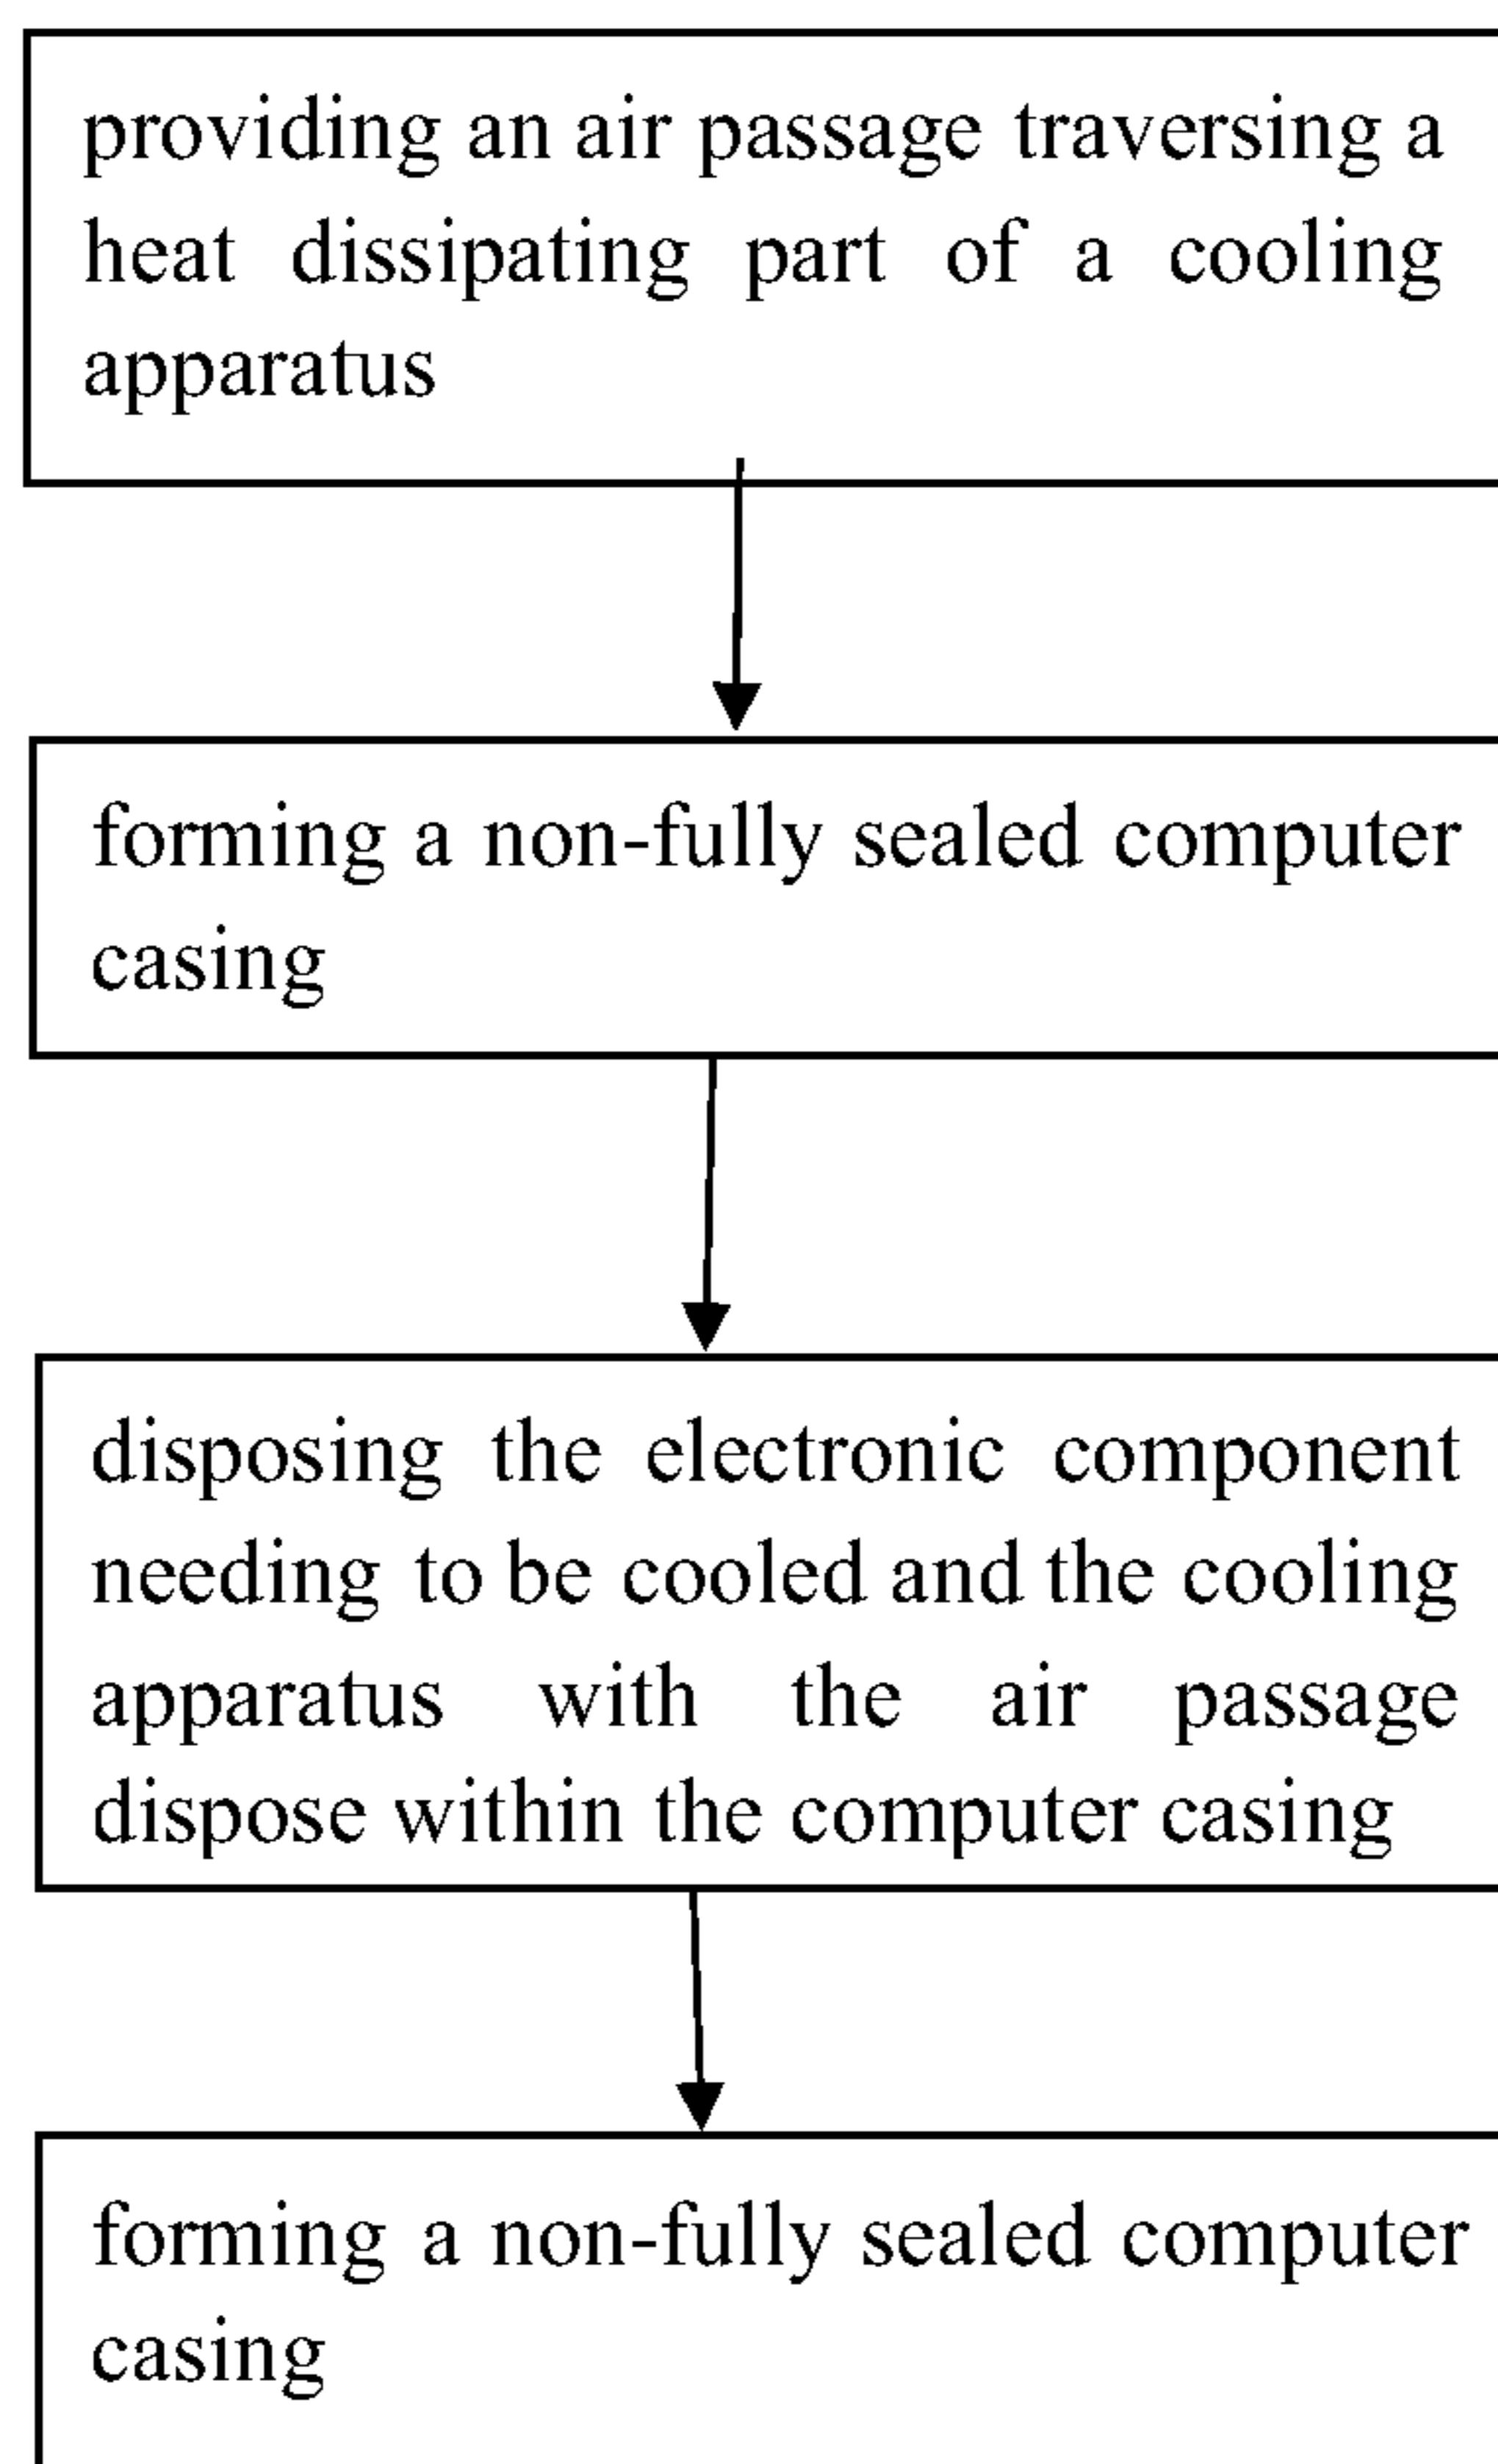 providing an air passage traversing a
heat dissipating part of a cooling
apparatus
forming a non-fully sealed computer
casing
disposing the electronic component
needing to be cooled and the cooling
apparatus with the air passage
dispose within the computer casing
forming a non-fully sealed computer
casing